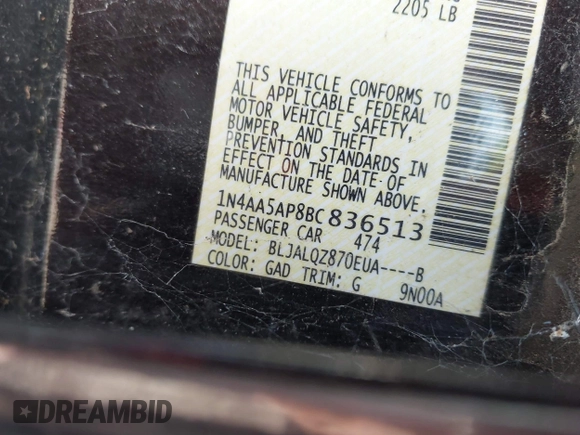 2205 LB
THIS VEHICLE CONFORMS TO
ALL APPLICABLE FEDERAL
MOTOR VEHICLE SAFETY,
BUMPER, AND THEFT
PREVENTION STANDARDS IN
EFFECT ON THE DATE OF
MANUFACTURE SHOWN ABOVE.
1N4AA5AP8BC836513
PASSENGER CAR 474
MODEL: BLJALQZ870EUA----B
COLOR: GAD TRIM: G 9N00A
DREAMBID